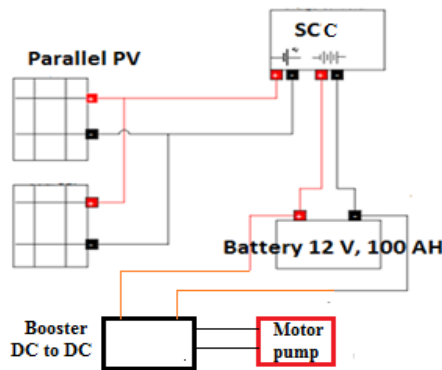 SCC
Parallel PV
Battery 12 V, 100 AH
Booster
DC to DC
Motor
pump